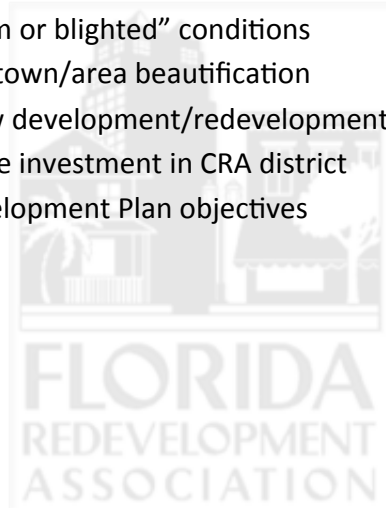 m or blighted” conditions
town/area beautification
y development/redevelopment
e investment in CRA district
elopment Plan objectives
FLORIDA
REDEVELOPMENT
ASSOCIATION